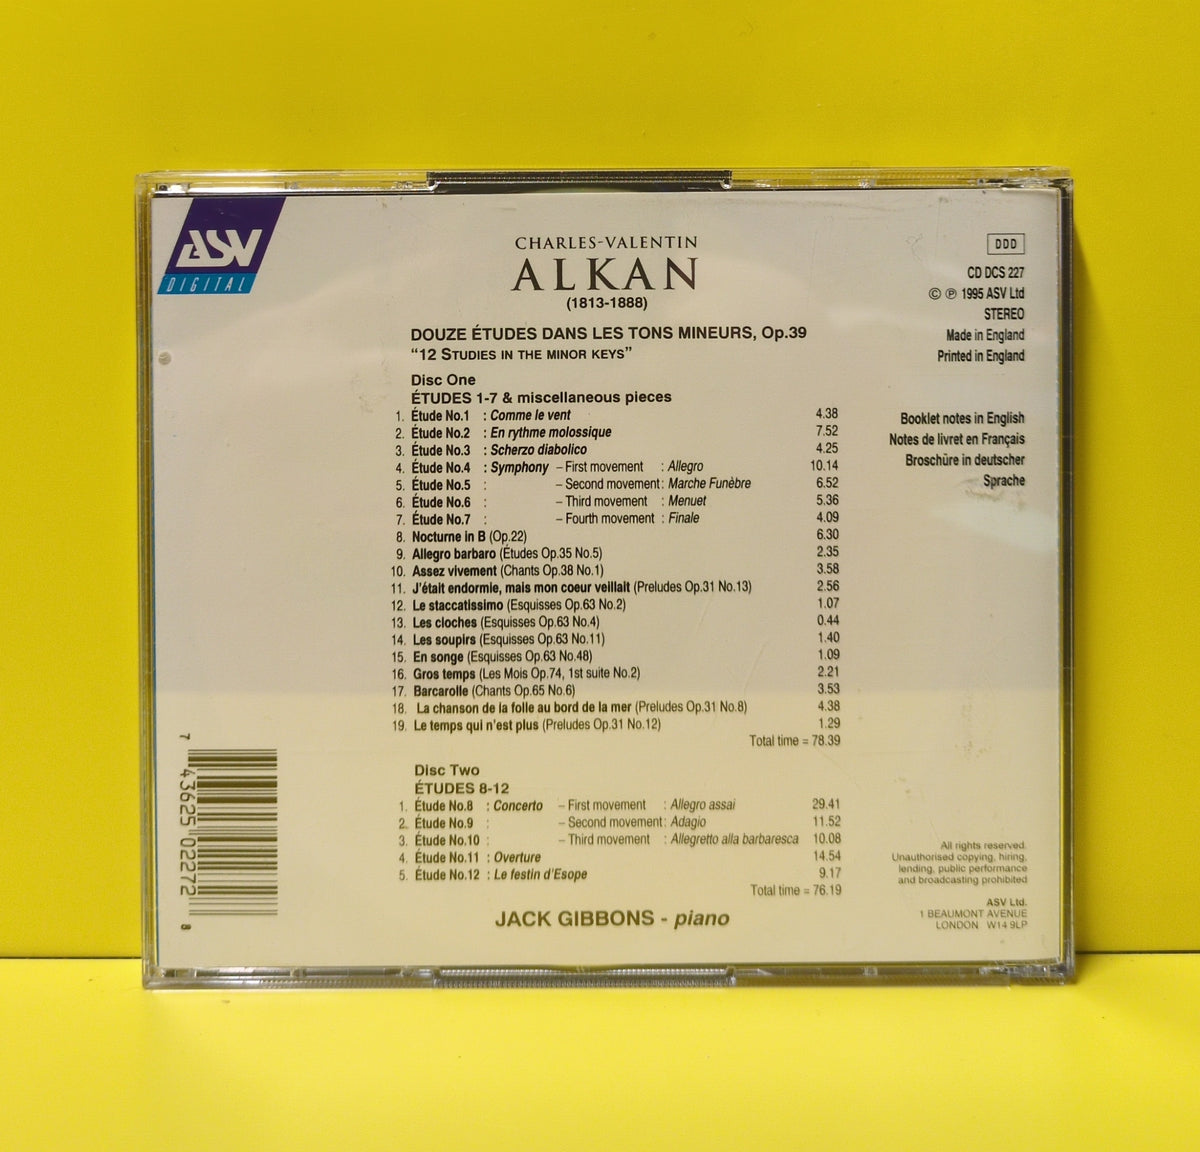 ASV
DIGITAL
CHARLES-VALENTIN
ALKAN
(1813-1888)
DOUZE ÉTUDES DANS LES TONS MINEURS, Op.39
“12 STUDIES IN THE MINOR KEYS”
DDD
CD DCS 227
© ℗ 1995 ASV Ltd
STEREO
Made in England
Printed in England
Booklet notes in English
Notes de livret en Français
Broschüre in deutscher
Sprache
Disc One
ÉTUDES 1-7 & miscellaneous pieces
1. Étude No.1 : Comme le vent 4.38
2. Étude No.2 : En rythme molossique 7.52
3. Étude No.3 : Scherzo diabolico 4.25
4. Étude No.4 : Symphony – First movement : Allegro 10.14
5. Étude No.5 : – Second movement: Marche Funèbre 6.52
6. Étude No.6 : – Third movement : Menuet 5.36
7. Étude No.7 : – Fourth movement : Finale 4.09
8. Nocturne in B (Op.22) 6.30
9. Allegro barbaro (Études Op.35 No.5) 2.35
10. Assez vivement (Chants Op.38 No.1) 3.58
11. J'était endormie, mais mon coeur veillait (Preludes Op.31 No.13) 2.56
12. Le staccatissimo (Esquisses Op.63 No.2) 1.07
13. Les cloches (Esquisses Op.63 No.4) 0.44
14. Les soupirs (Esquisses Op.63 No.11) 1.40
15. En songe (Esquisses Op.63 No.48) 1.09
16. Gros temps (Les Mois Op.74, 1st suite No.2) 2.21
17. Barcarolle (Chants Op.65 No.6) 3.53
18. La chanson de la folle au bord de la mer (Preludes Op.31 No.8) 4.38
19. Le temps qui n'est plus (Preludes Op.31 No.12) 1.29
Total time = 78.39
Disc Two
ÉTUDES 8-12
1. Étude No.8 : Concerto – First movement : Allegro assai 29.41
2. Étude No.9 : – Second movement: Adagio 11.52
3. Étude No.10 : – Third movement : Allegretto alla barbaresca 10.08
4. Étude No.11 : Overture 14.54
5. Étude No.12 : Le festin d'Esope 9.17
Total time = 76.19
JACK GIBBONS - piano
All rights reserved.
Unauthorised copying, hiring,
lending, public performance
and broadcasting prohibited
ASV Ltd.
1 BEAUMONT AVENUE
LONDON W14 9LP
7 43625 02272 8